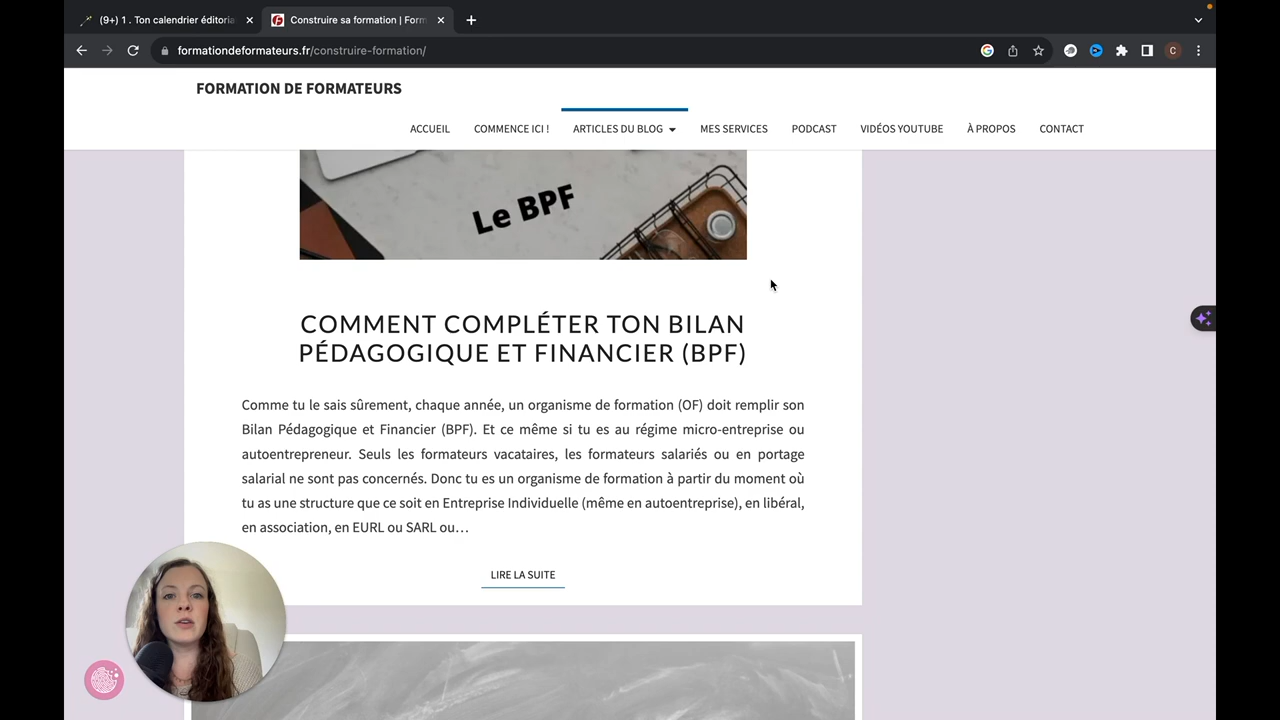 (9+) 1 . Ton calendrier éditoria
Construire sa formation | Form
formationdeformateurs.fr/construire-formation/
C
FORMATION DE FORMATEURS
ACCUEIL
COMMENCE ICI !
ARTICLES DU BLOG
MES SERVICES
PODCAST
VIDÉOS YOUTUBE
À PROPOS
CONTACT
Le BPF
COMMENT COMPLÉTER TON BILAN
PÉDAGOGIQUE ET FINANCIER (BPF)
Comme tu le sais sûrement, chaque année, un organisme de formation (OF) doit remplir son
Bilan Pédagogique et Financier (BPF). Et ce même si tu es au régime micro-entreprise ou
autoentrepreneur. Seuls les formateurs vacataires, les formateurs salariés ou en portage
salarial ne sont pas concernés. Donc tu es un organisme de formation à partir du moment où
tu as une structure que ce soit en Entreprise Individuelle (même en autoentreprise), en libéral,
en association, en EURL ou SARL ou…
LIRE LA SUITE